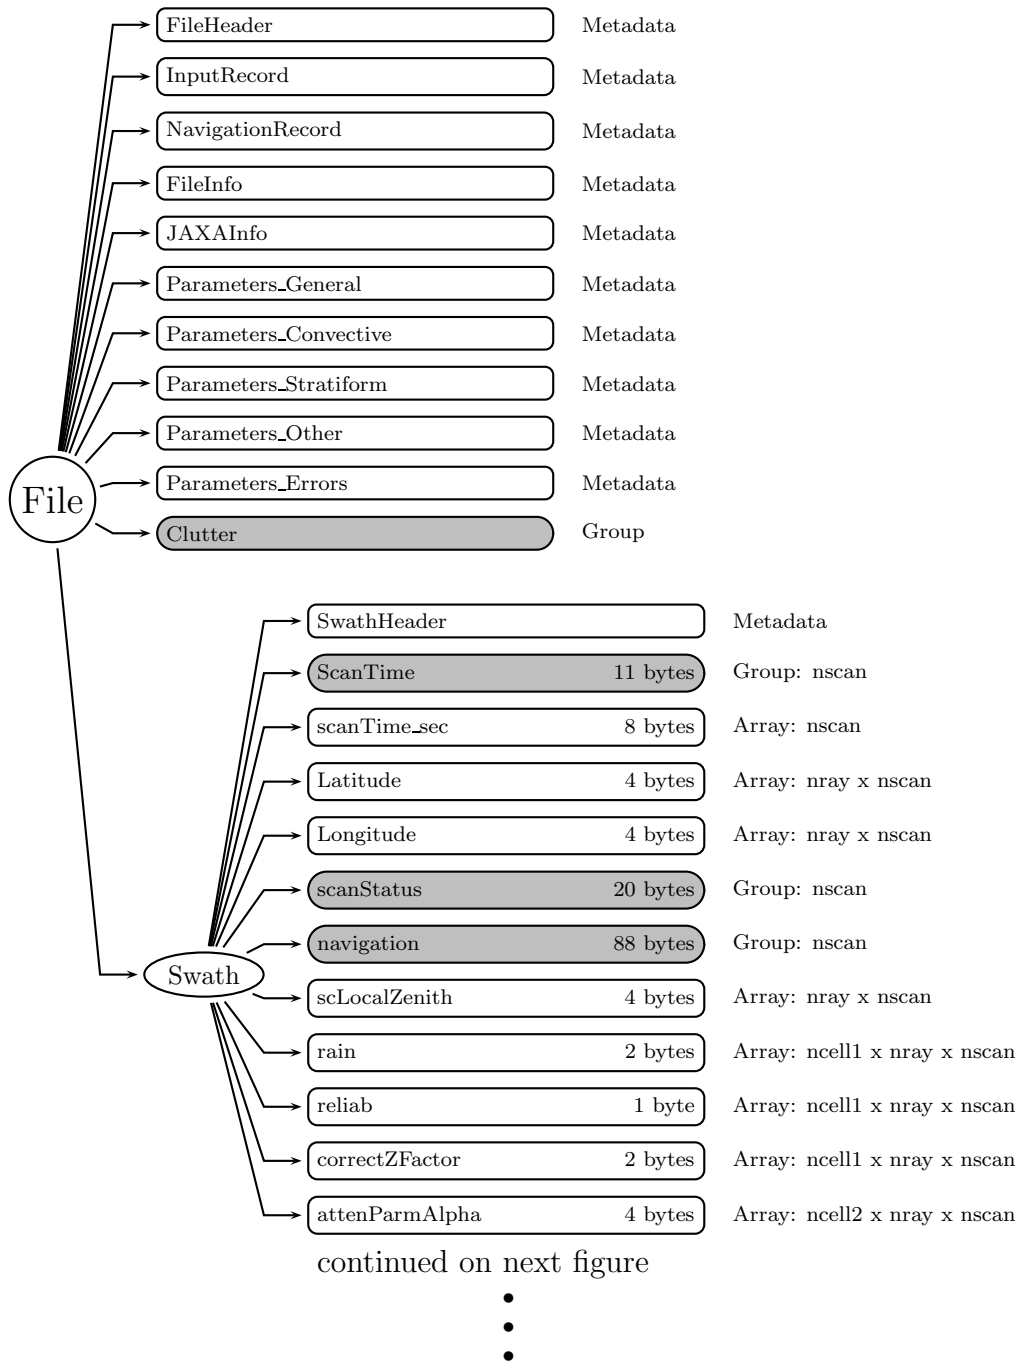 FileHeader Metadata
InputRecord Metadata
NavigationRecord Metadata
FileInfo Metadata
JAXAInfo Metadata
Parameters_General Metadata
Parameters_Convective Metadata
Parameters_Stratiform Metadata
Parameters_Other Metadata
Parameters_Errors Metadata
File
Clutter Group
SwathHeader Metadata
ScanTime 11 bytes Group: nscan
scanTime_sec 8 bytes Array: nscan
Latitude 4 bytes Array: nray x nscan
Longitude 4 bytes Array: nray x nscan
scanStatus 20 bytes Group: nscan
navigation 88 bytes Group: nscan
Swath
scLocalZenith 4 bytes Array: nray x nscan
rain 2 bytes Array: ncell1 x nray x nscan
reliab 1 byte Array: ncell1 x nray x nscan
correctZFactor 2 bytes Array: ncell1 x nray x nscan
attenParmAlpha 4 bytes Array: ncell2 x nray x nscan
continued on next figure